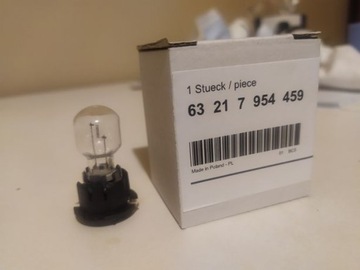 1 Stueck / piece
63 21 7 954 459
Made in Poland - PL